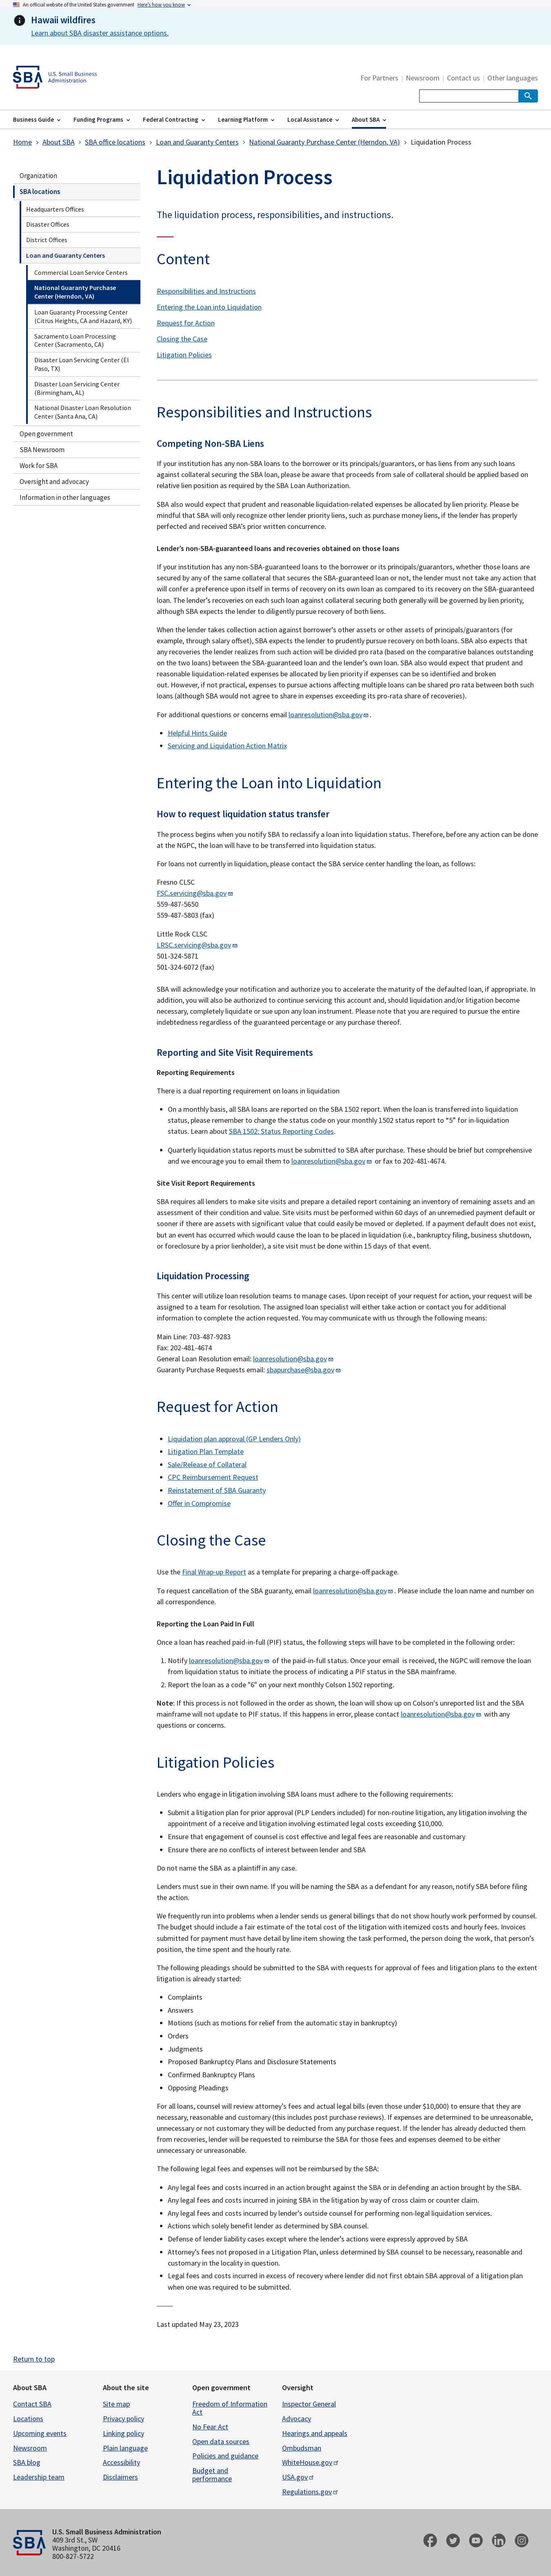 An official website of the United States government Here's how you know
Hawaii wildfires
Learn about SBA disaster assistance options.
SBA U.S. Small Business
Administration
For Partners | Newsroom | Contact us | Other languages
Business Guide Funding Programs Federal Contracting Learning Platform Local Assistance About SBA
Home > About SBA > SBA office locations > Loan and Guaranty Centers > National Guaranty Purchase Center (Herndon, VA) > Liquidation Process
Organization
SBA locations
Headquarters Offices
Disaster Offices
District Offices
Loan and Guaranty Centers
Commercial Loan Service Centers
National Guaranty Purchase
Center (Herndon, VA)
Loan Guaranty Processing Center
(Citrus Heights, CA and Hazard, KY)
Sacramento Loan Processing
Center (Sacramento, CA)
Disaster Loan Servicing Center (El
Paso, TX)
Disaster Loan Servicing Center
(Birmingham, AL)
National Disaster Loan Resolution
Center (Santa Ana, CA)
Open government
SBA Newsroom
Work for SBA
Oversight and advocacy
Information in other languages
Liquidation Process
The liquidation process, responsibilities, and instructions.
Content
Responsibilities and Instructions
Entering the Loan into Liquidation
Request for Action
Closing the Case
Litigation Policies
Responsibilities and Instructions
Competing Non-SBA Liens
If your institution has any non-SBA loans to the borrower or its principals/guarantors, or has liens from any such loans
against collateral securing the SBA loan, please be aware that proceeds from sale of collateral should be applied based on
relative lien position as required by the SBA Loan Authorization.
SBA also would expect that prudent and reasonable liquidation-related expenses be allocated by lien priority. Please be
mindful that SBA will only recognize other lender priority liens, such as purchase money liens, if the lender has properly
perfected and received SBA's prior written concurrence.
Lender's non-SBA-guaranteed loans and recoveries obtained on those loans
If your institution has any non-SBA-guaranteed loans to the borrower or its principals/guarantors, whether those loans are
secured by any of the same collateral that secures the SBA-guaranteed loan or not, the lender must not take any action that
will confer a preference upon itself in terms of recovery on its own loan to the detriment of recovery on the SBA-guaranteed
loan. The lender's recoveries on its loan against collateral securing both loans generally will be governed by lien priority,
although SBA expects the lender to diligently pursue recovery of both liens.
When the lender takes collection action against borrower's other assets or other assets of principals/guarantors (for
example, through salary offset), SBA expects the lender to simultaneously pursue recovery on both loans. SBA also expects that
any recoveries realized from such action will be divided pro rata (based on the comparative balances outstanding
on the two loans) between the SBA-guaranteed loan and the lender's own loan. SBA also would expect that prudent and reasonable
liquidation-related expenses be allocated by lien priority if applicable, or pro rata based on outstanding balances if not.
However, if not practical, expenses to pursue actions affecting multiple loans can be shared pro rata between such
loans (although SBA would not agree to share in expenses exceeding its pro-rata share of recoveries).
For additional questions or concerns email loanresolution@sba.gov.
• Helpful Hints Guide
• Servicing and Liquidation Action Matrix
Entering the Loan into Liquidation
How to request liquidation status transfer
The process begins when you notify SBA to reclassify a loan into liquidation status. Therefore, before any action can be done
at the NGPC, the loan will have to be transferred into liquidation status.
For loans not currently in liquidation, please contact the SBA service center handling the loan, as follows:
Fresno CLSC
FSC.servicing@sba.gov
559-487-5650
559-487-5803 (fax)
Little Rock CLSC
LRSC.servicing@sba.gov
501-324-5871
501-324-6072 (fax)
SBA will acknowledge your notification and authorize you to accelerate the maturity of the defaulted loan, if appropriate. In
addition, you will also be authorized to continue servicing this account and, should loan acceleration and/or liquidation
become necessary, complete such liquidation in your own name. Please note that you are required to pursue the entire
indebtedness regardless of the guaranteed percentage or any purchase thereof.
Reporting and Site Visit Requirements
Reporting Requirements
There is a dual reporting requirement on loans in liquidation
• On a monthly basis, all SBA loans are reported on the SBA 1502 report. When the loan is transferred into liquidation
status, please remember to change the status code on your monthly 1502 status report to “5” for in-liquidation
status. Learn about SBA 1502: Status Reporting Codes.
• Quarterly liquidation status reports must be submitted to SBA after purchase. These should be brief but comprehensive
and we encourage you to email them to loanresolution@sba.gov or fax to 202-481-4674.
Site Visit Report Requirements
SBA requires all lenders to make site visits and prepare a detailed report containing an inventory of remaining assets and an
assessment of their condition and value. Site visits must be performed within 60 days of an unremedied payment default or
sooner if there are assets with significant value that could easily be moved or depleted. If a payment default does not exist,
but an event has occurred which would cause the loan to be placed in liquidation (i.e., bankruptcy filing, business shutdown,
or foreclosure by a prior lienholder), a site visit must be done within 15 days of that event.
Liquidation Processing
This center will utilize loan resolution teams to manage cases. Upon receipt of your request for action, your request will be
assigned to a team for resolution. The assigned loan specialist will either take action or contact you for additional
information to complete the action requested. You may communicate with us through the following means:
Main Line: 703-487-9283
Fax: 202-481-4674
General Loan Resolution email: loanresolution@sba.gov
Guaranty Purchase Requests email: sbapurchase@sba.gov
Request for Action
• Liquidation plan approval (GP Lenders Only)
• Litigation Plan Template
• Sale/Release of Collateral
• CPC Reimbursement Request
• Reinstatement of SBA Guaranty
• Offer in Compromise
Closing the Case
Use the Final Wrap-up Report as a template for preparing a charge-off package.
To request cancellation of the SBA guaranty, email loanresolution@sba.gov. Please include the loan name and number on
all correspondence.
Reporting the Loan Paid In Full
Once a loan has reached paid-in-full (PIF) status, the following steps will have to be completed in the following order:
1. Notify loanresolution@sba.gov of the paid-in-full status. Once your email is received, the NGPC will remove the loan
from liquidation status to initiate the process of indicating a PIF status in the SBA mainframe.
2. Report the loan as a code "6" on your next monthly Colson 1502 reporting.
Note: If this process is not followed in the order as shown, the loan will show up on Colson's unreported list and the SBA
mainframe will not update to PIF status. If this happens in error, please contact loanresolution@sba.gov with any
questions or concerns.
Litigation Policies
Lenders who engage in litigation involving SBA loans must adhere to the following requirements:
• Submit a litigation plan for prior approval (PLP Lenders included) for non-routine litigation, any litigation involving the
appointment of a receive and litigation involving estimated legal costs exceeding $10,000.
• Ensure that engagement of counsel is cost effective and legal fees are reasonable and customary
• Ensure there are no conflicts of interest between lender and SBA
Do not name the SBA as a plaintiff in any case.
Lenders must sue in their own name. If you will be naming the SBA as a defendant for any reason, notify SBA before filing
the action.
We frequently run into problems when a lender sends us general billings that do not show hourly work performed by counsel.
The budget should include a fair estimate of the total cost of the litigation in itemized projected costs and hourly fees. Invoices
submitted for payment must show legal activity detailed by line item showing the task performed, the person doing the work, that person's
position, the time spent and the hourly rate.
The following pleadings should be submitted to the SBA with requests for approval of fees and litigation plans to the extent
litigation is already started:
• Complaints
• Answers
• Motions (such as motions for relief from the automatic stay in bankruptcy)
• Orders
• Judgments
• Proposed Bankruptcy Plans and Disclosure Statements
• Confirmed Bankruptcy Plans
• Opposing Pleadings
For all loans, counsel will review attorney's fees and actual legal bills (even those under $10,000) to ensure that they are
necessary, reasonable and customary (this includes post purchase reviews). If expenses are determined to be unreasonable,
unnecessary or not customary they will be deducted from any purchase request from lender. If, after purchase, they are deducted from
recoveries, lender will be requested to reimburse the SBA for those fees and expenses deemed to be either
unnecessary or unreasonable.
The following legal fees and expenses will not be reimbursed by the SBA:
• Any legal fees and costs incurred in an action brought against the SBA or in defending an action brought by the SBA.
• Any legal fees and costs incurred in joining SBA in the litigation by way of cross claim or counter claim.
• Any legal fees and costs incurred by lender's outside counsel for performing non-legal liquidation services.
• Actions which solely benefit lender as determined by SBA counsel.
• Defense of lender liability cases except where the lender's actions were expressly approved by SBA
• Attorney's fees not proposed in a Litigation Plan, unless determined by SBA counsel to be necessary, reasonable and
customary in the locality in question.
• Legal fees and costs incurred in excess of recovery where lender did not first obtain SBA approval of a litigation plan
when one was required to be submitted.
Last updated May 23, 2023
Return to top
About SBA
Contact SBA
Locations
Upcoming events
Newsroom
SBA blog
Leadership team
About the site
Site map
Privacy policy
Linking policy
Plain language
Accessibility
Disclaimers
Open government
Freedom of Information
Act
No Fear Act
Open data sources
Policies and guidance
Budget and
performance
Oversight
Inspector General
Advocacy
Hearings and appeals
Ombudsman
WhiteHouse.gov
USA.gov
Regulations.gov
SBA
U.S. Small Business Administration
409 3rd St., SW
Washington, DC 20416
800-827-5722